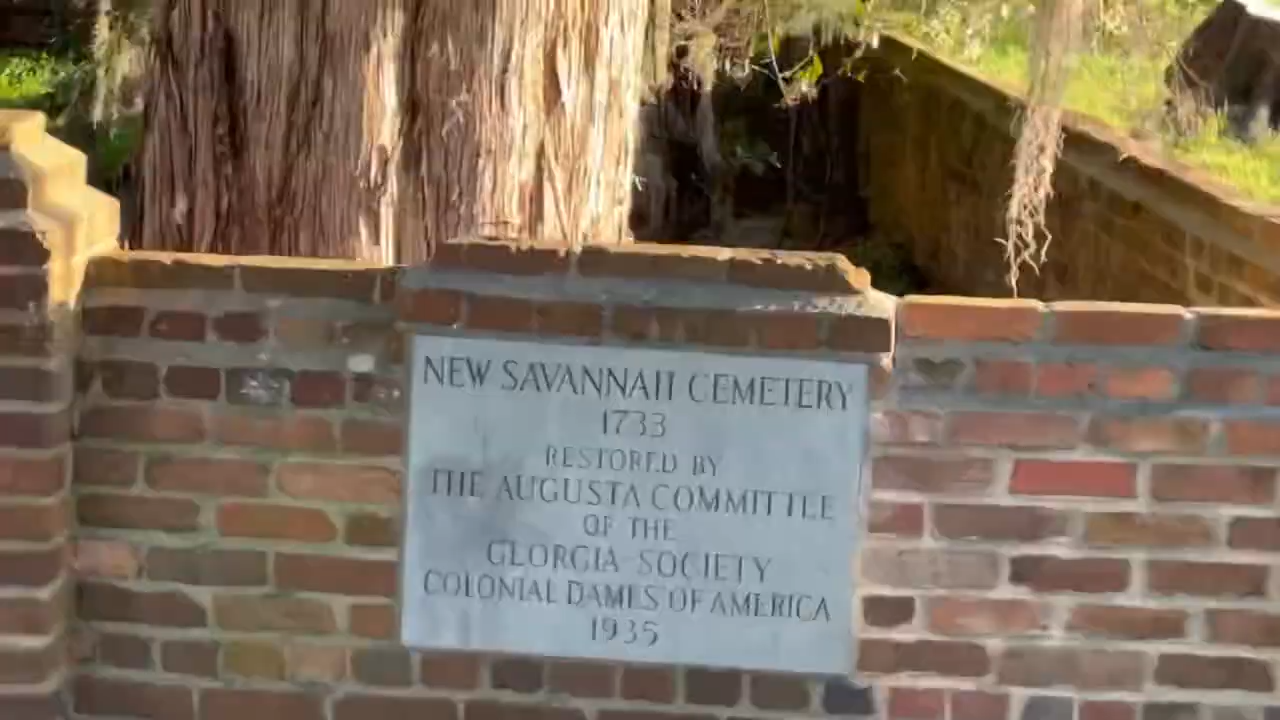 NEW SAVANNAH CEMETERY
1733
RESTORED BY
THE AUGUSTA COMMITTEE
OF THE
GEORGIA SOCIETY
COLONIAL DAMES OF AMERICA
1935